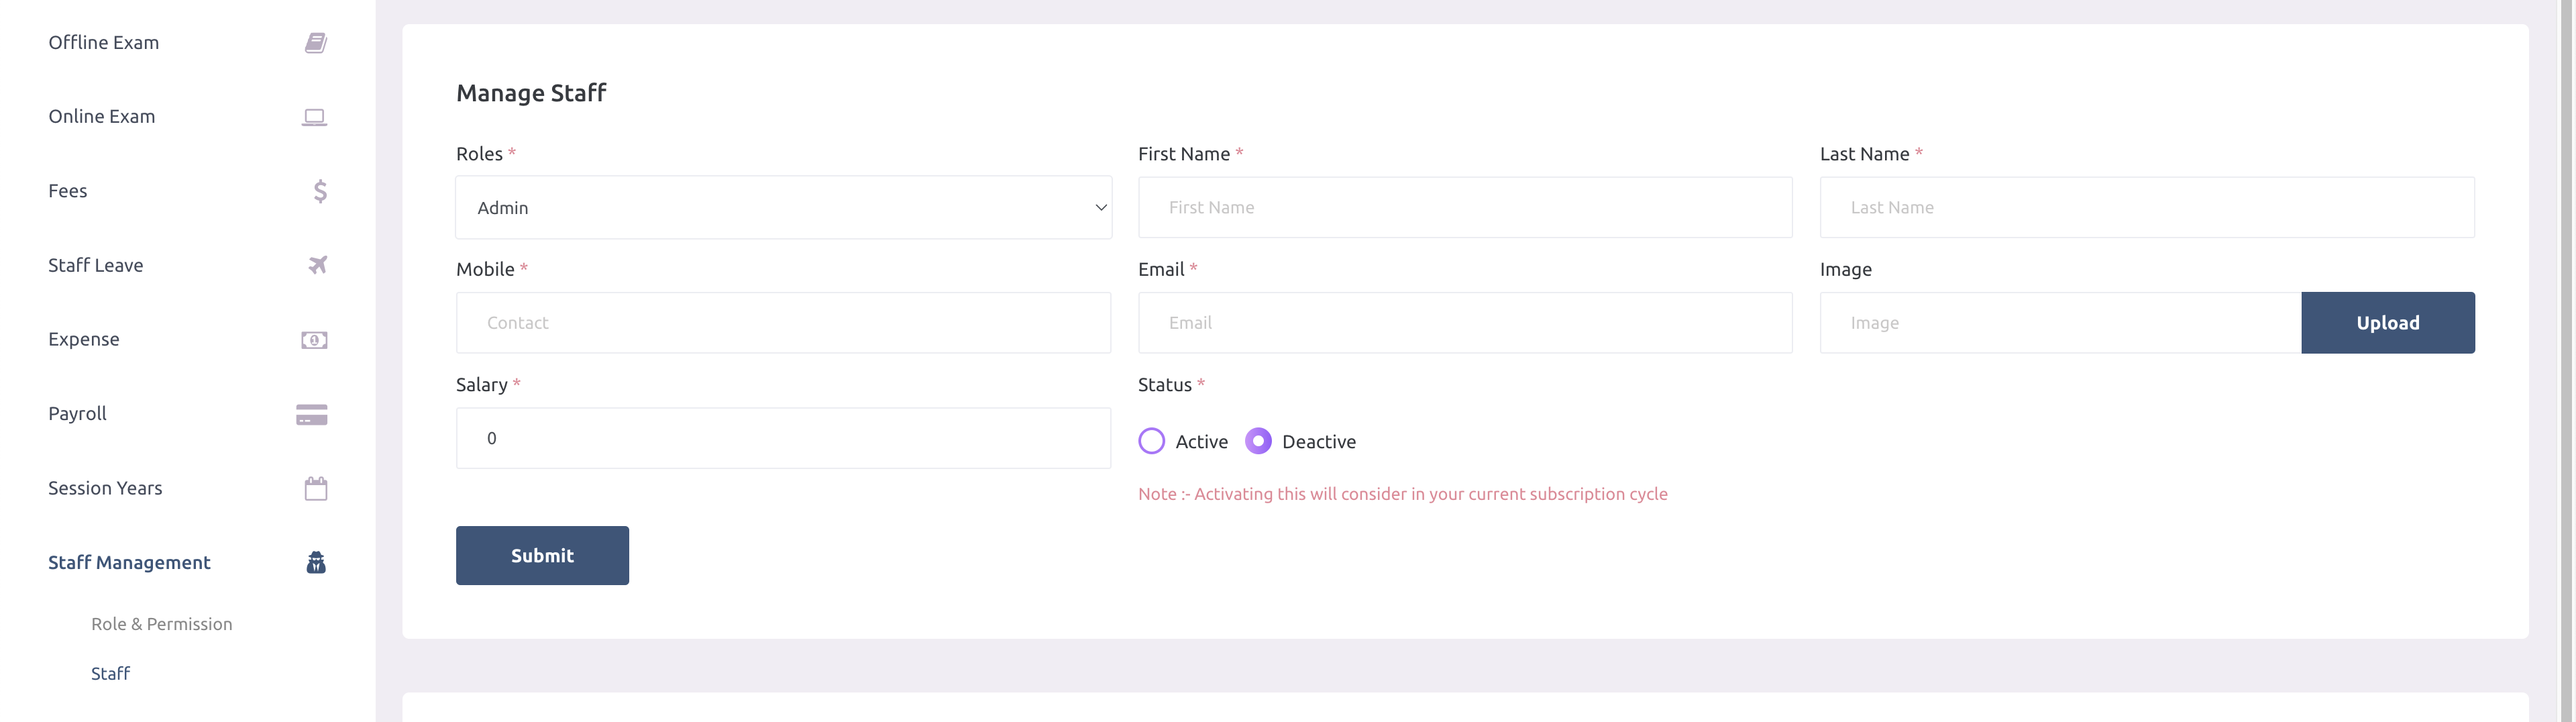 Offline Exam
Online Exam
Fees
Staff Leave
Expense
Payroll
Session Years
Staff Management
Role & Permission
Staff
Manage Staff
Roles *
Admin
First Name *
First Name
Last Name *
Last Name
Mobile *
Contact
Email *
Email
Image
Image
Upload
Salary *
0
Status *
Active
Deactive
Note :- Activating this will consider in your current subscription cycle
Submit